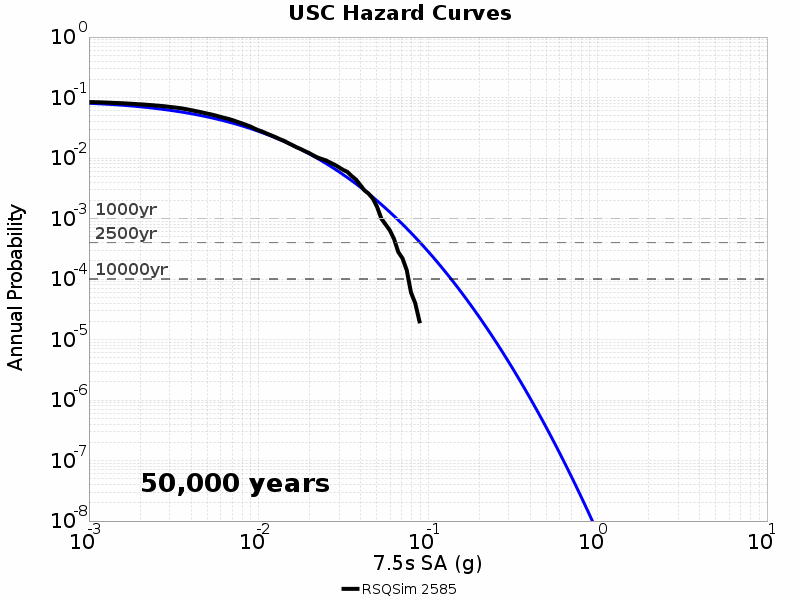 USC Hazard Curves
10^0
10^-1
10^-2
10^-3
10^-4
10^-5
10^-6
10^-7
10^-8
Annual Probability
1000yr
2500yr
10000yr
50,000 years
10^-3 10^-2 10^-1 10^0 10^1
7.5s SA (g)
RSQSim 2585